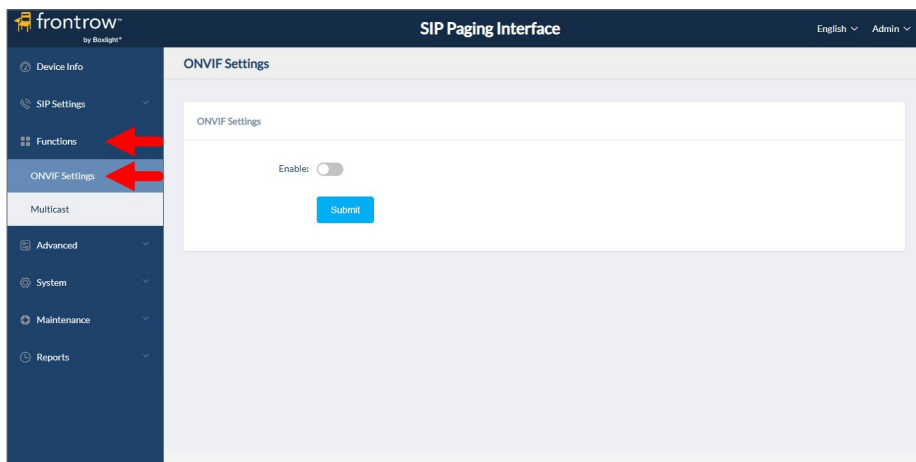 frontrow™
by Boxlight®
SIP Paging Interface
English
Admin
Device Info
ONVIF Settings
SIP Settings
ONVIF Settings
Functions
Enable:
ONVIF Settings
Submit
Multicast
Advanced
System
Maintenance
Reports